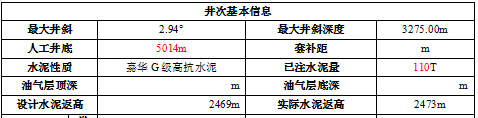 井次基本信息
最大井斜 2.94° 最大井斜深度 3275.00m
人工井底 5014m 套补距 m
水泥性质 嘉华 G 级高抗水泥 已注水泥量 110T
油气层顶深 m 油气层底深 m
设计水泥返高 2469m 实际水泥返高 2473m